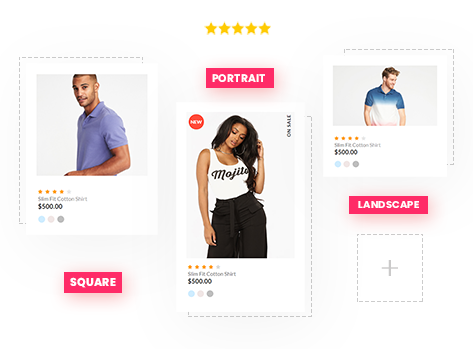 PORTRAIT
NEW
ON SALE
Mojito
Slim Fit Cotton Shirt
$500.00
Slim Fit Cotton Shirt
$500.00
LANDSCAPE
Slim Fit Cotton Shirt
$500.00
SQUARE